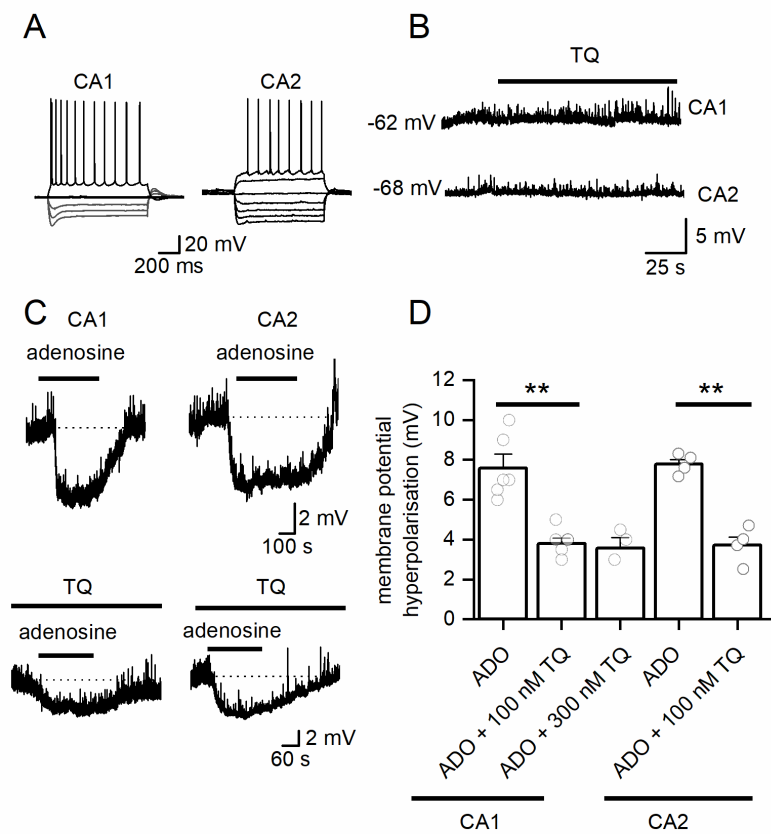 A
CA1
CA2
20 mV
200 ms
B
TQ
-62 mV
CA1
-68 mV
CA2
5 mV
25 s
C
CA1
CA2
adenosine
adenosine
2 mV
100 s
TQ
TQ
adenosine
adenosine
2 mV
60 s
D
membrane potential
hyperpolarisation (mV)
12
10
8
6
4
2
0
**
**
ADO
ADO + 100 nM TQ
ADO + 300 nM TQ
ADO
ADO + 100 nM TQ
CA1
CA2